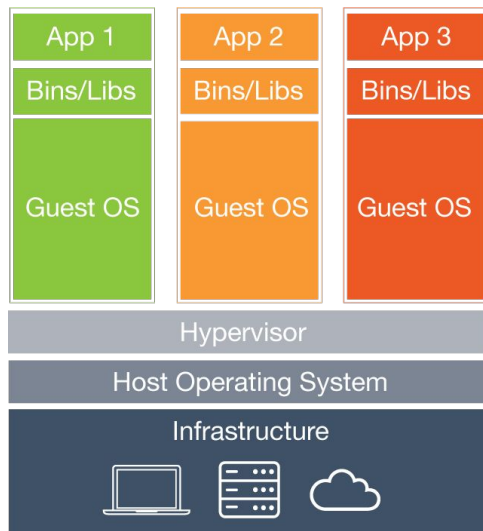 App 1
App 2
App 3
Bins/Libs
Bins/Libs
Bins/Libs
Guest OS
Guest OS
Guest OS
Hypervisor
Host Operating System
Infrastructure